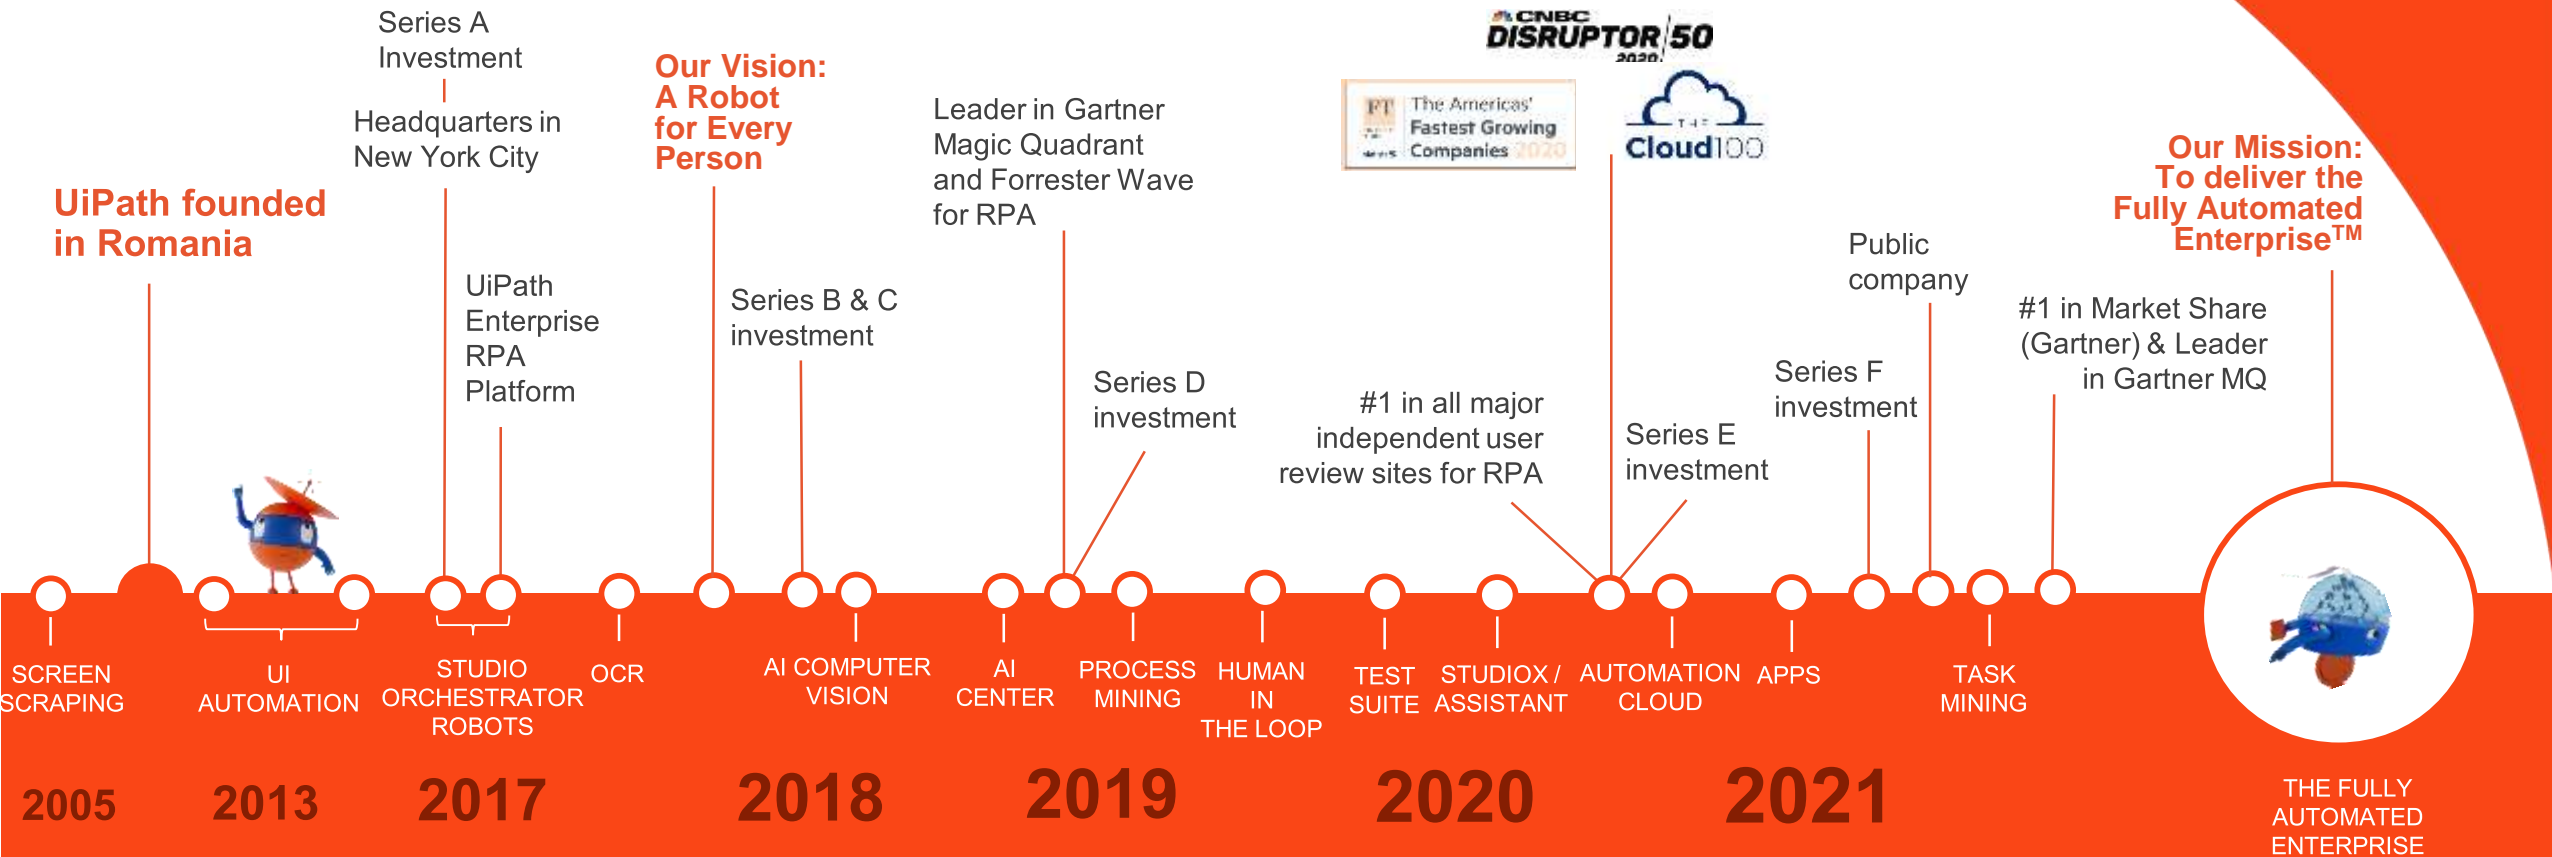 Series A
Investment
Headquarters in
New York City
UiPath founded
in Romania
UiPath
Enterprise
RPA
Platform
Our Vision:
A Robot
for Every
Person
Series B & C
investment
Leader in Gartner
Magic Quadrant
and Forrester Wave
for RPA
Series D
investment
CNBC
DISRUPTOR/50
2020
FT
The Americas'
Fastest Growing
Companies 2020
THE
Cloud100
#1 in all major
independent user
review sites for RPA
Series E
investment
Series F
investment
Public
company
#1 in Market Share
(Gartner) & Leader
in Gartner MQ
Our Mission:
To deliver the
Fully Automated
Enterprise™
SCREEN
SCRAPING
UI
AUTOMATION
STUDIO
ORCHESTRATOR
ROBOTS
OCR
AI COMPUTER
VISION
AI
CENTER
PROCESS
MINING
HUMAN
IN
THE LOOP
TEST
SUITE
STUDIOX /
ASSISTANT
AUTOMATION
CLOUD
APPS
TASK
MINING
2005
2013
2017
2018
2019
2020
2021
THE FULLY
AUTOMATED
ENTERPRISE